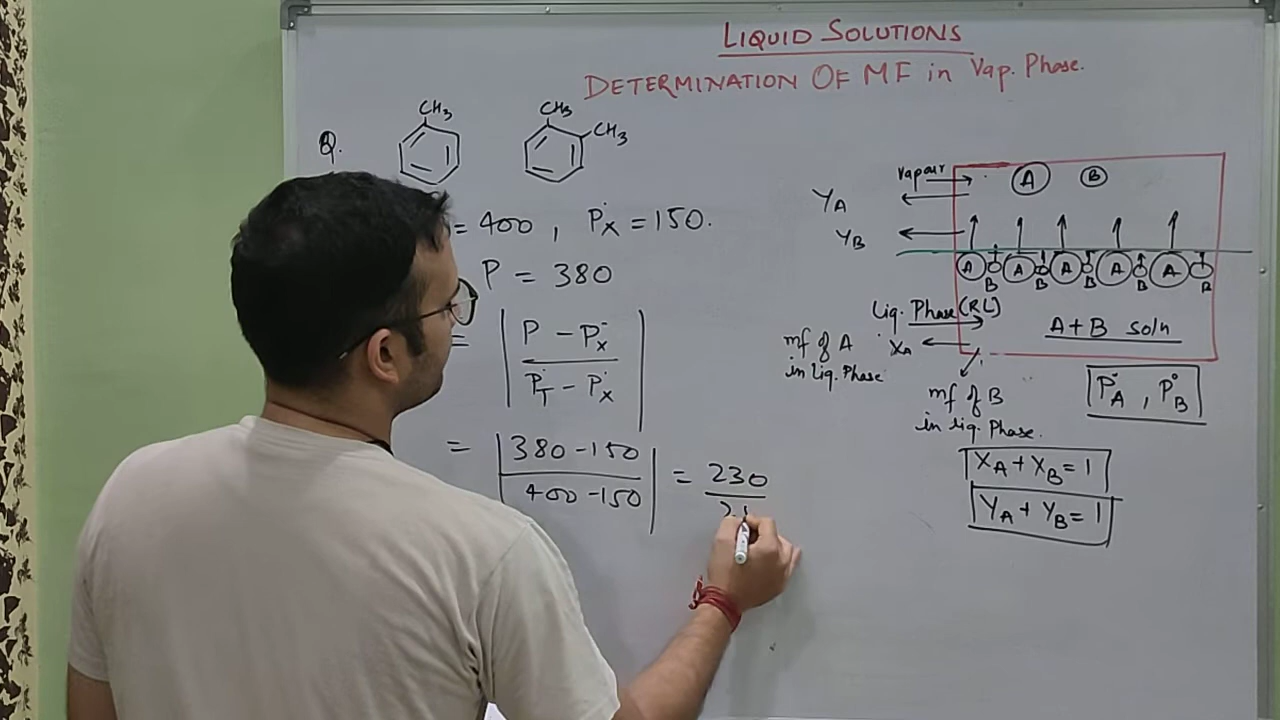 LIQUID SOLUTIONS
DETERMINATION OF MF in Vap. Phase.
Q.
CH3
CH3
CH3
= 400 , P°x = 150.
P = 380
= | P - P°x |
| P°T - P°x |
= | 380 - 150 | = 230
| 400 - 150 |
Vapour
A B
YA
YB
A A A A A
B B B B B
Liq. Phase (RL)
A+B soln
mf of A XA
in Liq. Phase
mf of B
in liq. Phase.
P°A , P°B
XA + XB = 1
YA + YB = 1